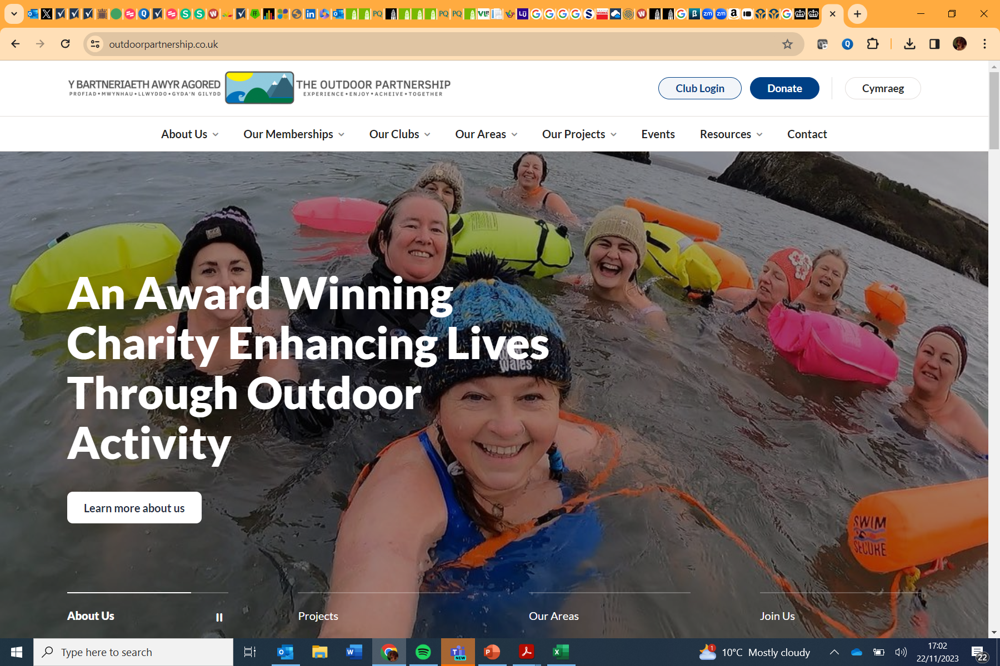 outdoorpartnership.co.uk
Y BARTNERIAETH AWYR AGORED
PROFIAD • MWYNHAU • LLWYDDO • GYDA'N GILYDD
THE OUTDOOR PARTNERSHIP
EXPERIENCE • ENJOY • ACHEIVE • TOGETHER
Club Login
Donate
Cymraeg
About Us
Our Memberships
Our Clubs
Our Areas
Our Projects
Events
Resources
Contact
An Award Winning
Charity Enhancing Lives
Through Outdoor
Activity
Wales
Learn more about us
SWIM
SECURE
About Us
Projects
Our Areas
Join Us
Type here to search
NEW
1
10°C Mostly cloudy
17:02
22/11/2023
22